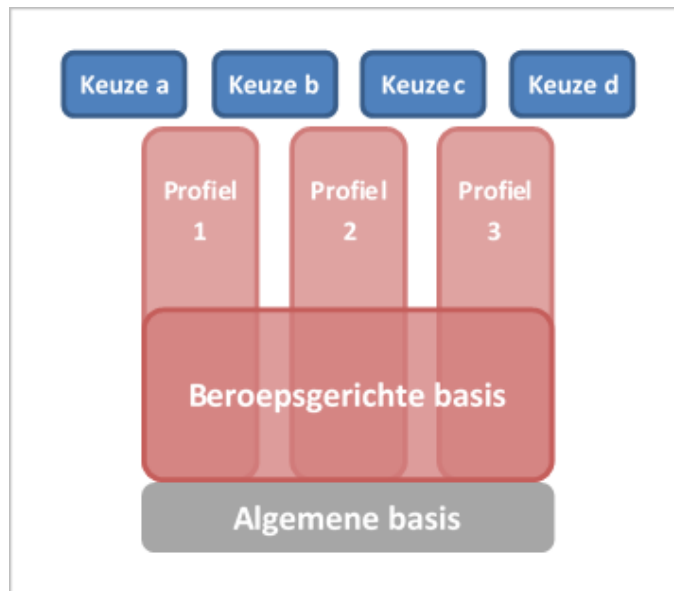 Keuze a
Keuze b
Keuze c
Keuze d
Profiel
1
Profiel
2
Profiel
3
Beroepsgerichte basis
Algemene basis